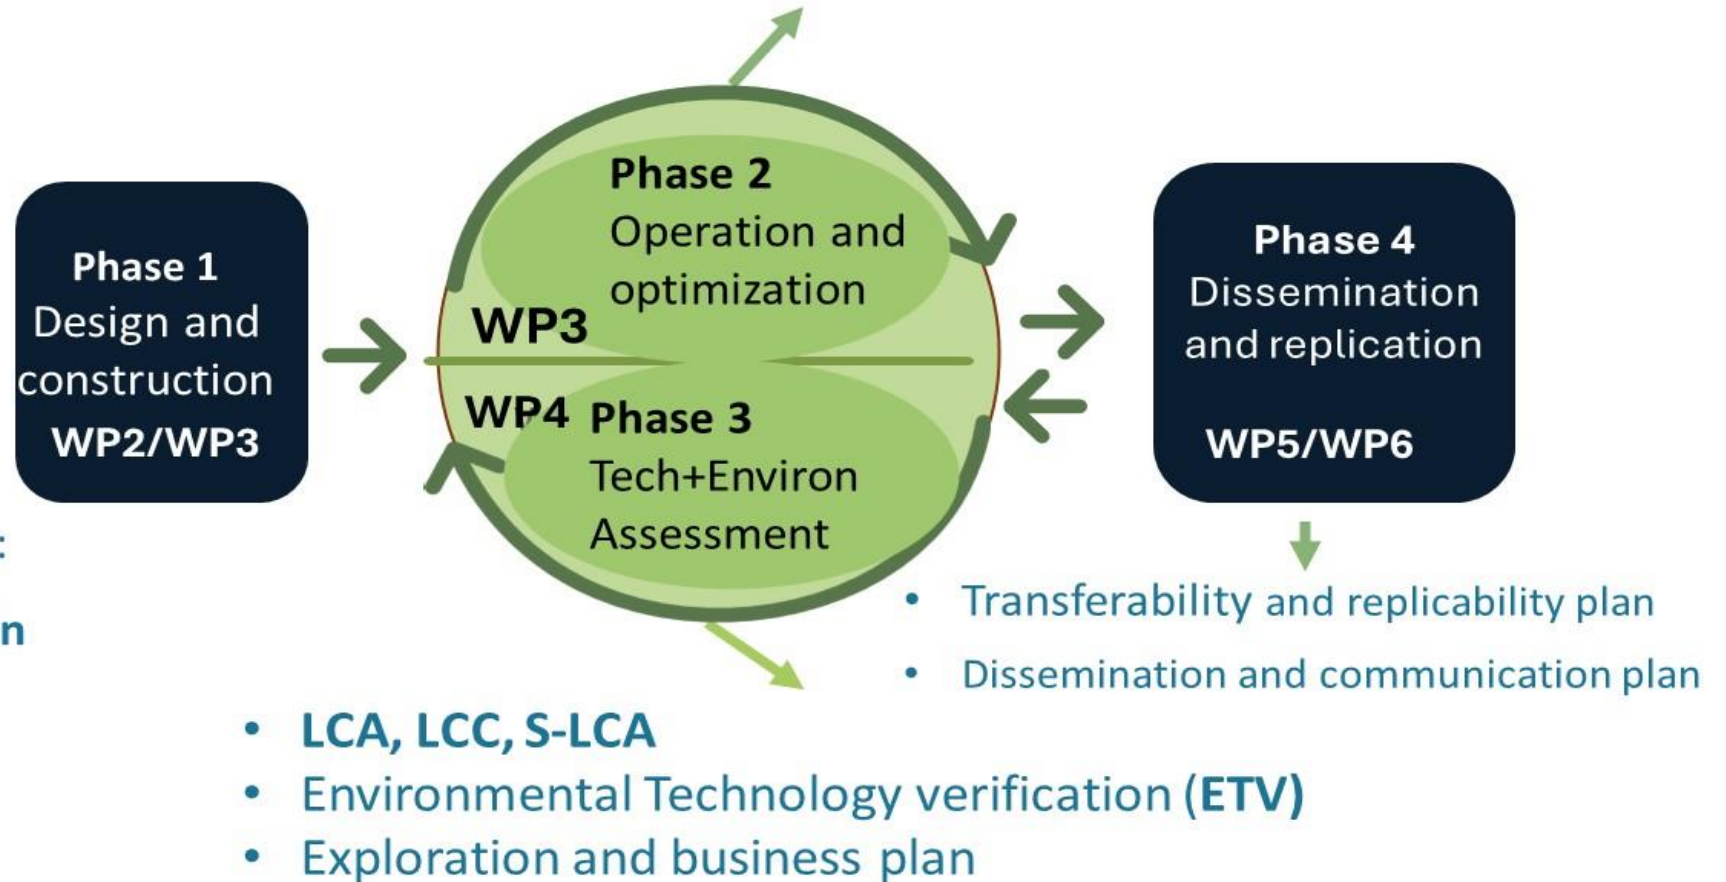 Phase 1
Design and
construction
WP2/WP3
Phase 2
Operation and
optimization
WP3
WP4
Phase 3
Tech+Environ
Assessment
Phase 4
Dissemination
and replication
WP5/WP6
:
n
• Transferability and replicability plan
• Dissemination and communication plan
• LCA, LCC, S-LCA
• Environmental Technology verification (ETV)
• Exploration and business plan